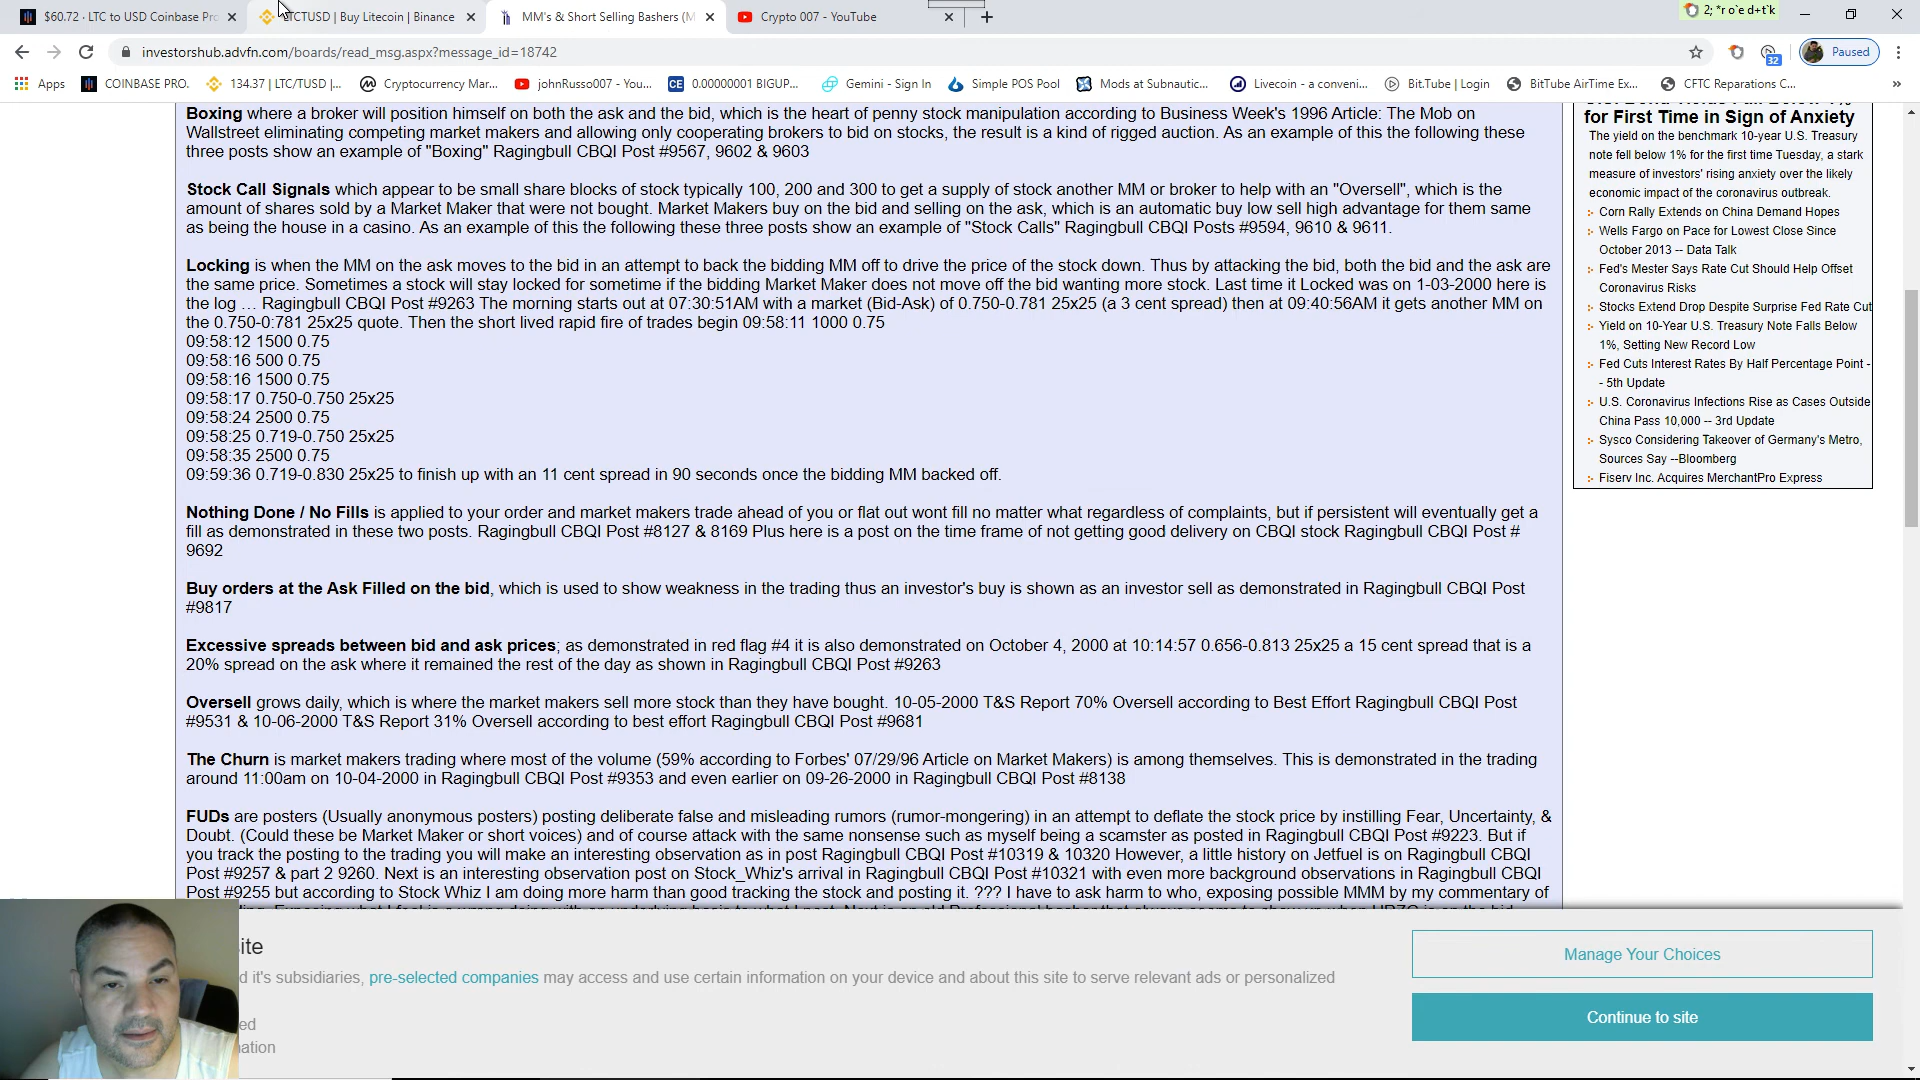 $60.72 · LTC to USD Coinbase Pro
LTCTUSD | Buy Litecoin | Binance
MM's & Short Selling Bashers (M
Crypto 007 - YouTube
investorshub.advfn.com/boards/read_msg.aspx?message_id=18742
Paused
32
Apps
COINBASE PRO.
134.37 | LTC/TUSD |...
Cryptocurrency Mar...
johnRusso007 - You...
CE 0.00000001 BIGUP...
Gemini - Sign In
Simple POS Pool
Mods at Subnautic...
Livecoin - a conveni...
Bit.Tube | Login
BitTube AirTime Ex...
CFTC Reparations C...
»
Boxing where a broker will position himself on both the ask and the bid, which is the heart of penny stock manipulation according to Business Week's 1996 Article: The Mob on
Wallstreet eliminating competing market makers and allowing only cooperating brokers to bid on stocks, the result is a kind of rigged auction. As an example of this the following these
three posts show an example of "Boxing" Ragingbull CBQI Post #9567, 9602 & 9603
Stock Call Signals which appear to be small share blocks of stock typically 100, 200 and 300 to get a supply of stock another MM or broker to help with an "Oversell", which is the
amount of shares sold by a Market Maker that were not bought. Market Makers buy on the bid and selling on the ask, which is an automatic buy low sell high advantage for them same
as being the house in a casino. As an example of this the following these three posts show an example of "Stock Calls" Ragingbull CBQI Posts #9594, 9610 & 9611.
Locking is when the MM on the ask moves to the bid in an attempt to back the bidding MM off to drive the price of the stock down. Thus by attacking the bid, both the bid and the ask are
the same price. Sometimes a stock will stay locked for sometime if the bidding Market Maker does not move off the bid wanting more stock. Last time it Locked was on 1-03-2000 here is
the log … Ragingbull CBQI Post #9263 The morning starts out at 07:30:51AM with a market (Bid-Ask) of 0.750-0.781 25x25 (a 3 cent spread) then at 09:40:56AM it gets another MM on
the 0.750-0:781 25x25 quote. Then the short lived rapid fire of trades begin 09:58:11 1000 0.75
09:58:12 1500 0.75
09:58:16 500 0.75
09:58:16 1500 0.75
09:58:17 0.750-0.750 25x25
09:58:24 2500 0.75
09:58:25 0.719-0.750 25x25
09:58:35 2500 0.75
09:59:36 0.719-0.830 25x25 to finish up with an 11 cent spread in 90 seconds once the bidding MM backed off.
Nothing Done / No Fills is applied to your order and market makers trade ahead of you or flat out wont fill no matter what regardless of complaints, but if persistent will eventually get a
fill as demonstrated in these two posts. Ragingbull CBQI Post #8127 & 8169 Plus here is a post on the time frame of not getting good delivery on CBQI stock Ragingbull CBQI Post #
9692
Buy orders at the Ask Filled on the bid, which is used to show weakness in the trading thus an investor's buy is shown as an investor sell as demonstrated in Ragingbull CBQI Post
#9817
Excessive spreads between bid and ask prices; as demonstrated in red flag #4 it is also demonstrated on October 4, 2000 at 10:14:57 0.656-0.813 25x25 a 15 cent spread that is a
20% spread on the ask where it remained the rest of the day as shown in Ragingbull CBQI Post #9263
Oversell grows daily, which is where the market makers sell more stock than they have bought. 10-05-2000 T&S Report 70% Oversell according to Best Effort Ragingbull CBQI Post
#9531 & 10-06-2000 T&S Report 31% Oversell according to best effort Ragingbull CBQI Post #9681
The Churn is market makers trading where most of the volume (59% according to Forbes' 07/29/96 Article on Market Makers) is among themselves. This is demonstrated in the trading
around 11:00am on 10-04-2000 in Ragingbull CBQI Post #9353 and even earlier on 09-26-2000 in Ragingbull CBQI Post #8138
FUDs are posters (Usually anonymous posters) posting deliberate false and misleading rumors (rumor-mongering) in an attempt to deflate the stock price by instilling Fear, Uncertainty, &
Doubt. (Could these be Market Maker or short voices) and of course attack with the same nonsense such as myself being a scamster as posted in Ragingbull CBQI Post #9223. But if
you track the posting to the trading you will make an interesting observation as in post Ragingbull CBQI Post #10319 & 10320 However, a little history on Jetfuel is on Ragingbull CBQI
Post #9257 & part 2 9260. Next is an interesting observation post on Stock_Whiz's arrival in Ragingbull CBQI Post #10321 with even more background observations in Ragingbull CBQI
Post #9255 but according to Stock Whiz I am doing more harm than good tracking the stock and posting it. ??? I have to ask harm to who, exposing possible MMM by my commentary of
for First Time in Sign of Anxiety
The yield on the benchmark 10-year U.S. Treasury
note fell below 1% for the first time Tuesday, a stark
measure of investors' rising anxiety over the likely
economic impact of the coronavirus outbreak.
Corn Rally Extends on China Demand Hopes
Wells Fargo on Pace for Lowest Close Since
October 2013 -- Data Talk
Fed's Mester Says Rate Cut Should Help Offset
Coronavirus Risks
Stocks Extend Drop Despite Surprise Fed Rate Cut
Yield on 10-Year U.S. Treasury Note Falls Below
1%, Setting New Record Low
Fed Cuts Interest Rates By Half Percentage Point -
- 5th Update
U.S. Coronavirus Infections Rise as Cases Outside
China Pass 10,000 -- 3rd Update
Sysco Considering Takeover of Germany's Metro,
Sources Say --Bloomberg
Fiserv Inc. Acquires MerchantPro Express
ite
d it's subsidiaries, pre-selected companies may access and use certain information on your device and about this site to serve relevant ads or personalized
ed
nation
Manage Your Choices
Continue to site